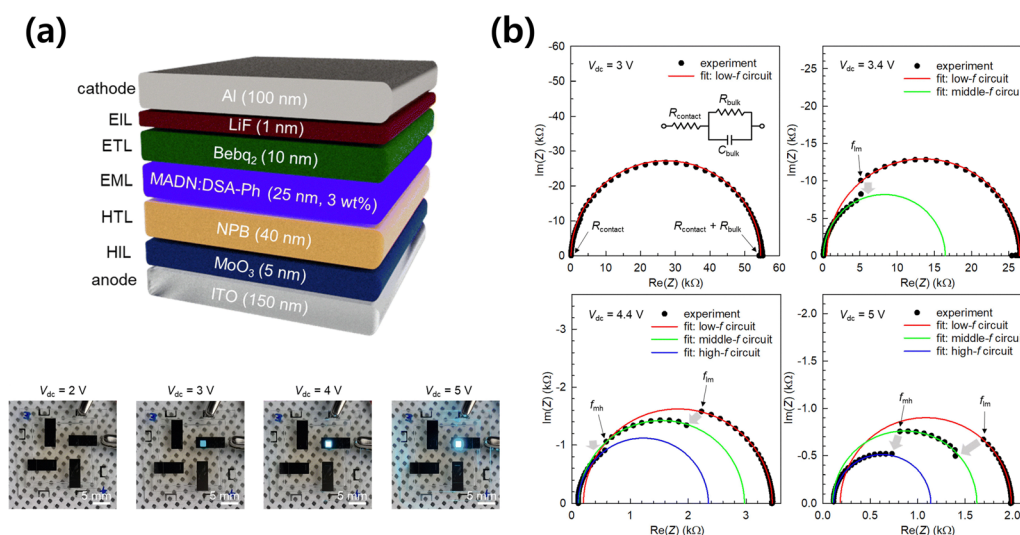 (a)
cathode
Al (100 nm)
EIL
LiF (1 nm)
ETL
Bebq2 (10 nm)
EML
MADN:DSA-Ph (25 nm, 3 wt%)
HTL
NPB (40 nm)
HIL
MoO3 (5 nm)
anode
ITO (150 nm)
Vdc = 2 V
Vdc = 3 V
Vdc = 4 V
Vdc = 5 V
5 mm
5 mm
5 mm
5 mm
(b)
Vdc = 3 V
experiment
fit: low-f circuit
Rcontact
Rbulk
Cbulk
Rcontact
Rcontact + Rbulk
Im(Z) (kΩ)
-60
-50
-40
-30
-20
-10
0
0 10 20 30 40 50 60
Re(Z) (kΩ)
Vdc = 3.4 V
experiment
fit: low-f circuit
fit: middle-f circuit
flm
Im(Z) (kΩ)
-25
-20
-15
-10
-5
0
0 5 10 15 20 25
Re(Z) (kΩ)
Vdc = 4.4 V
experiment
fit: low-f circuit
fit: middle-f circuit
fit: high-f circuit
flm
fmh
Im(Z) (kΩ)
-3
-2
-1
0
0 1 2 3
Re(Z) (kΩ)
Vdc = 5 V
experiment
fit: low-f circuit
fit: middle-f circuit
fit: high-f circuit
fmh
flm
Im(Z) (kΩ)
-2.0
-1.5
-1.0
-0.5
0
0.0 0.5 1.0 1.5 2.0
Re(Z) (kΩ)